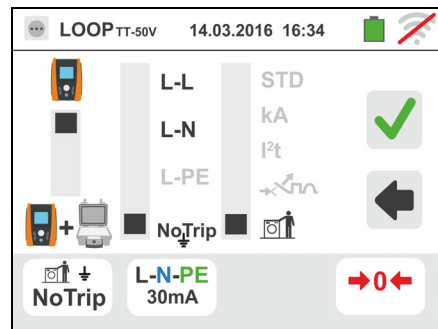 LOOP TT-50V 14.03.2016 16:34
L-L
L-N
L-PE
NoTrip
STD
kA
I²t
NoTrip
L-N-PE
30mA
→0←